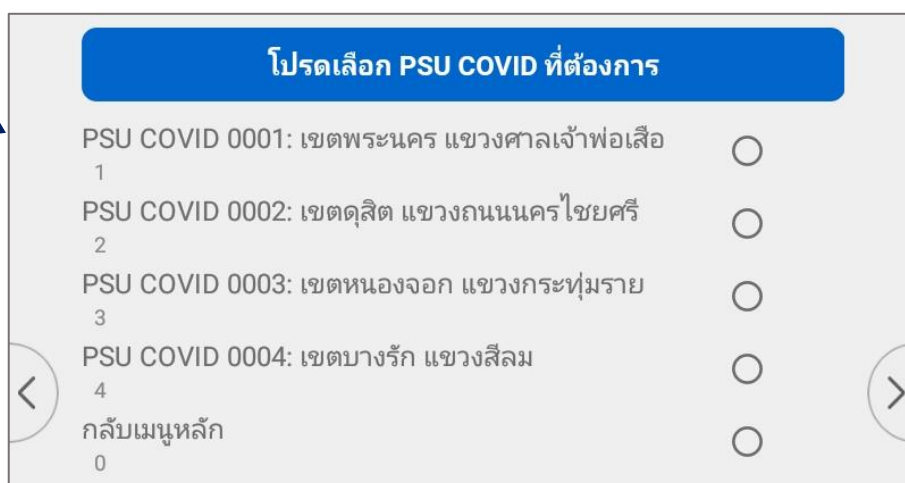 โปรดเลือก PSU COVID ที่ต้องการ
PSU COVID 0001: เขตพระนคร แขวงศาลเจ้าพ่อเสือ
1
PSU COVID 0002: เขตดุสิต แขวงถนนนครไชยศรี
2
PSU COVID 0003: เขตหนองจอก แขวงกระทุ่มราย
3
PSU COVID 0004: เขตบางรัก แขวงสีลม
4
กลับเมนูหลัก
0